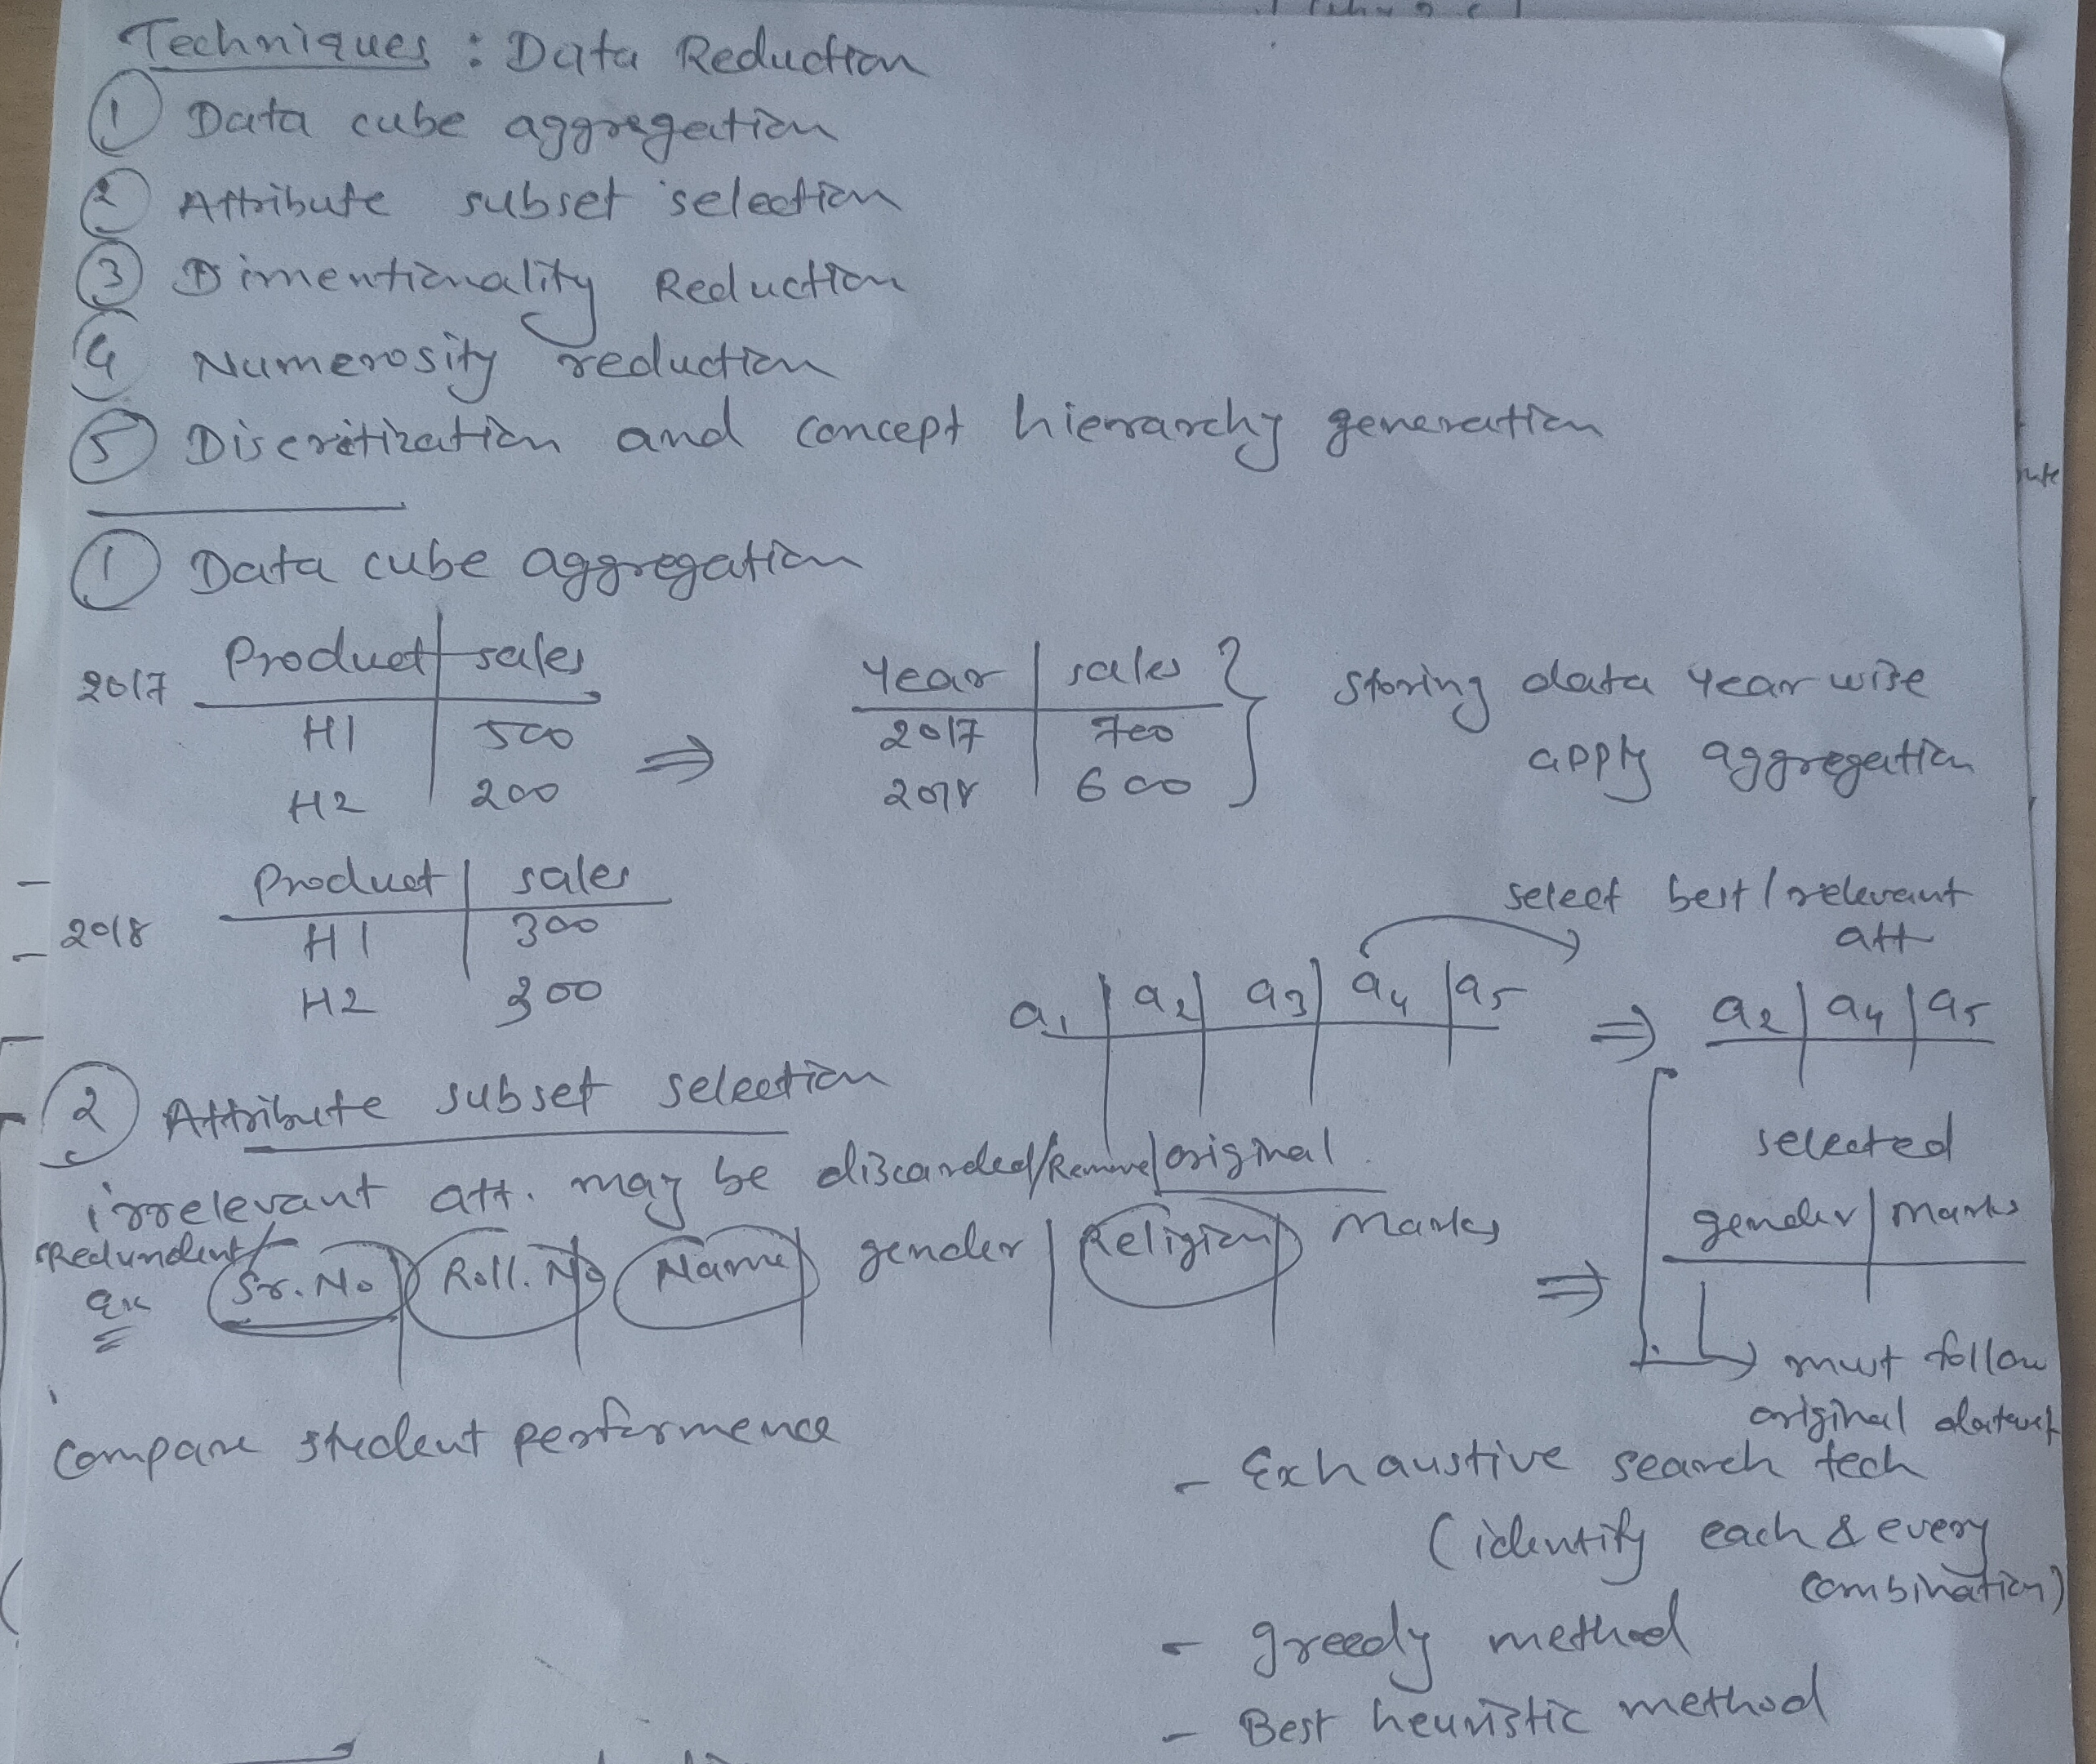 Techniques : Data Reduction
① Data cube aggregation
② Attribute subset selection
③ Dimentionality Reduction
④ Numerosity reduction
⑤ Discritization and concept hierarchy generation
① Data cube aggregation
2017 Product | sales
H1 | 500
H2 | 200
⇒
Year | sales
2017 | 700
2018 | 600
} storing data year wise
apply aggregation
2018 Product | sales
H1 | 300
H2 300
select best / relevant
att
a1 | a2 | a3 | a4 | a5 ⇒ a2 | a4 | a5
② Attribute subset selection
irrelevant att. may be discarded/Remove/original
Redundent
Ex Sr. No | Roll. No | Name | gender | Religion | Marks ⇒
selected
gender | Marks
must follow
original dataset
Compare student performence
- Exhaustive search tech
(identify each & every
combination)
- greedy method
- Best heuristic method